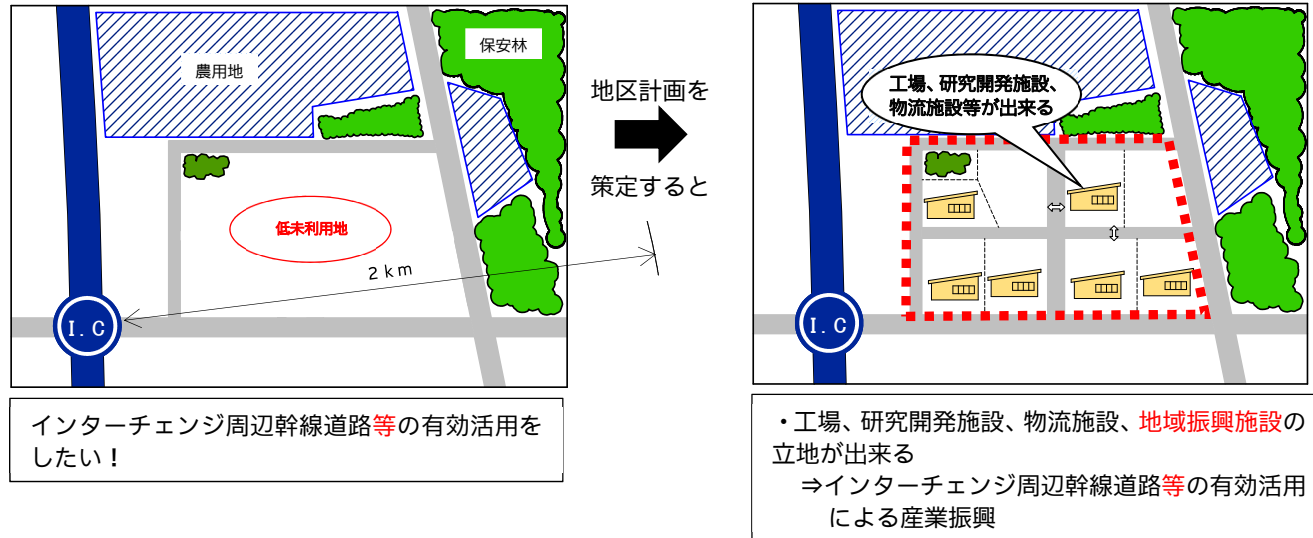 農用地
保安林
低未利用地
2km
I.C
インターチェンジ周辺幹線道路等の有効活用を
したい！
地区計画を
策定すると
工場、研究開発施設、
物流施設等が出来る
I.C
・工場、研究開発施設、物流施設、地域振興施設の
立地が出来る
⇒インターチェンジ周辺幹線道路等の有効活用
による産業振興